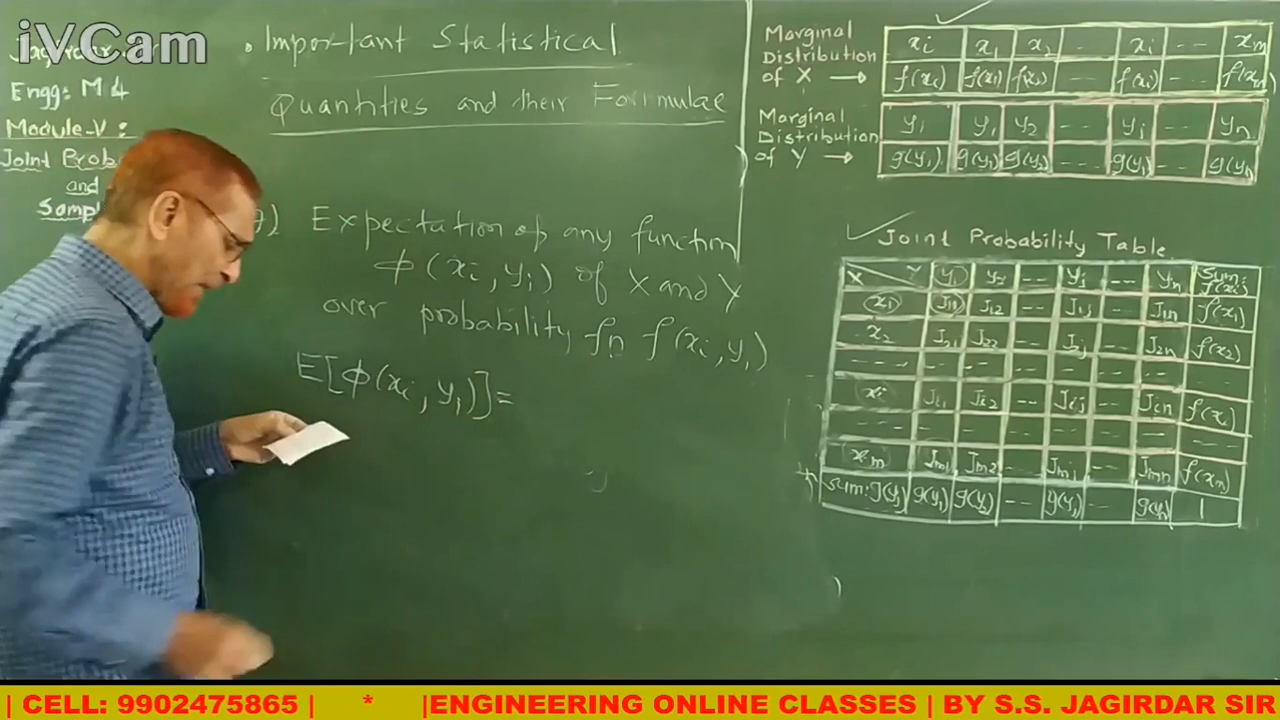 iVCam
Jagirdar
Engg: M4
Module-V:
Joint Prob
and
Samp
Important Statistical
Quantities and their Formulae
7) Expectation of any function
φ(xi, yj) of X and Y
over probability fn f(xi, yj)
E[φ(xi, yj)] =
Marginal
Distribution
of X →
xi x1 x2 -- xi -- xm
f(xi) f(x1) f(x2) -- f(xi) -- f(xm)
Marginal
Distribution
of Y →
yj y1 y2 -- yj -- yn
g(yj) g(y1) g(y2) -- g(yj) -- g(yn)
Joint Probability Table
X Y y1 y2 -- yj -- yn Sum: f(xi)
x1 J11 J12 -- J1j -- J1n f(x1)
x2 J21 J22 -- J2j -- J2n f(x2)
-- -- -- -- -- -- -- --
xi Ji1 Ji2 -- Jij -- Jin f(xi)
-- -- -- -- -- -- -- --
xm Jm1 Jm2 -- Jmj -- Jmn f(xm)
Sum: g(yj) g(y1) g(y2) -- g(yj) -- g(yn) 1
| CELL: 9902475865 | * |ENGINEERING ONLINE CLASSES | BY S.S. JAGIRDAR SIR